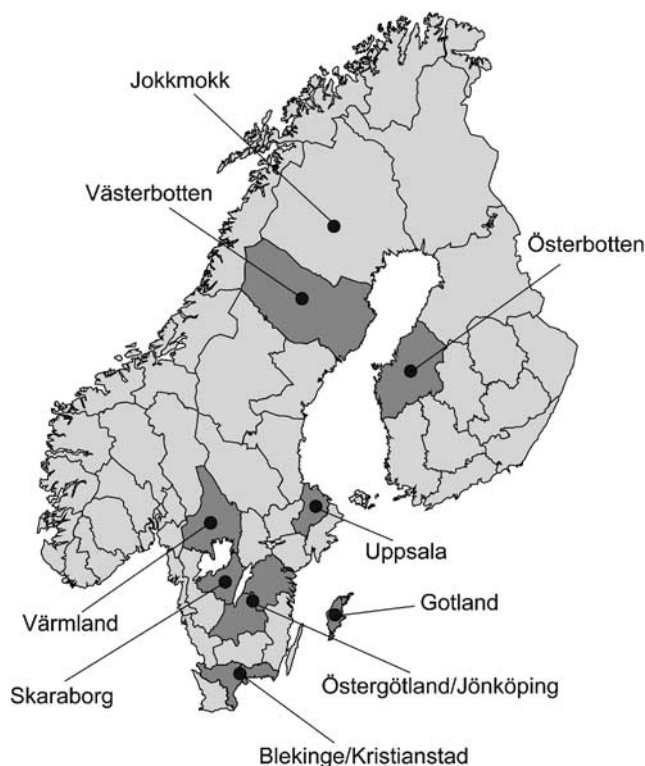 Jokkmokk
Västerbotten
Österbotten
Uppsala
Gotland
Värmland
Östergötland/Jönköping
Skaraborg
Blekinge/Kristianstad